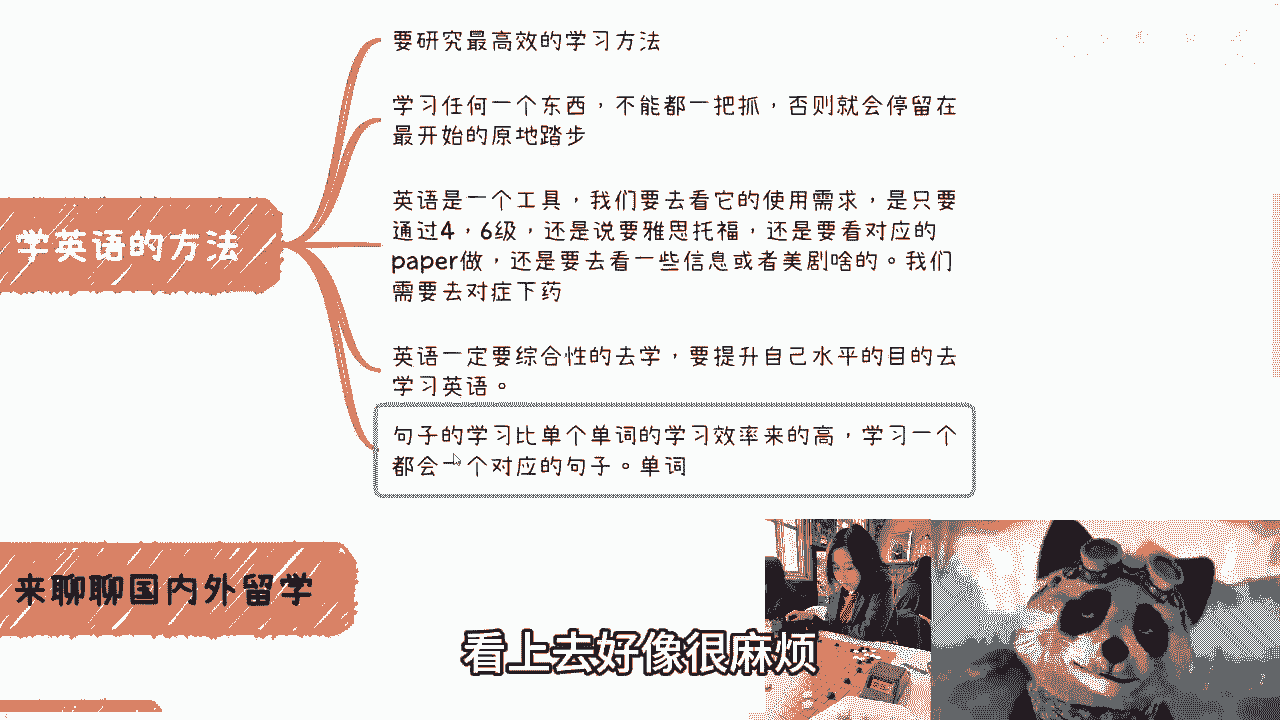 要研究最高效的学习方法
学习任何一个东西，不能都一把抓，否则就会停留在
最开始的原地踏步
英语是一个工具，我们要去看它的使用需求，是只要
通过4，6级，还是说要雅思托福，还是要看对应的
paper做，还是要去看一些信息或者美剧啥的。我们
需要去对症下药
学英语的方法
英语一定要综合性的去学，要提升自己水平的目的去
学习英语。
句子的学习比单个单词的学习效率来的高，学习一个
都会一个对应的句子。单词
来聊聊国内外留学
看上去好像很麻烦